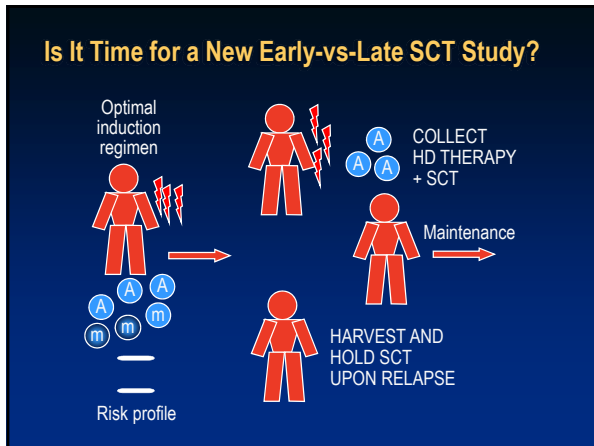 Is It Time for a New Early-vs-Late SCT Study?
Optimal
induction
regimen
A
A
A
m
m
m
Risk profile
A
A
A
COLLECT
HD THERAPY
+ SCT
Maintenance
HARVEST AND
HOLD SCT
UPON RELAPSE